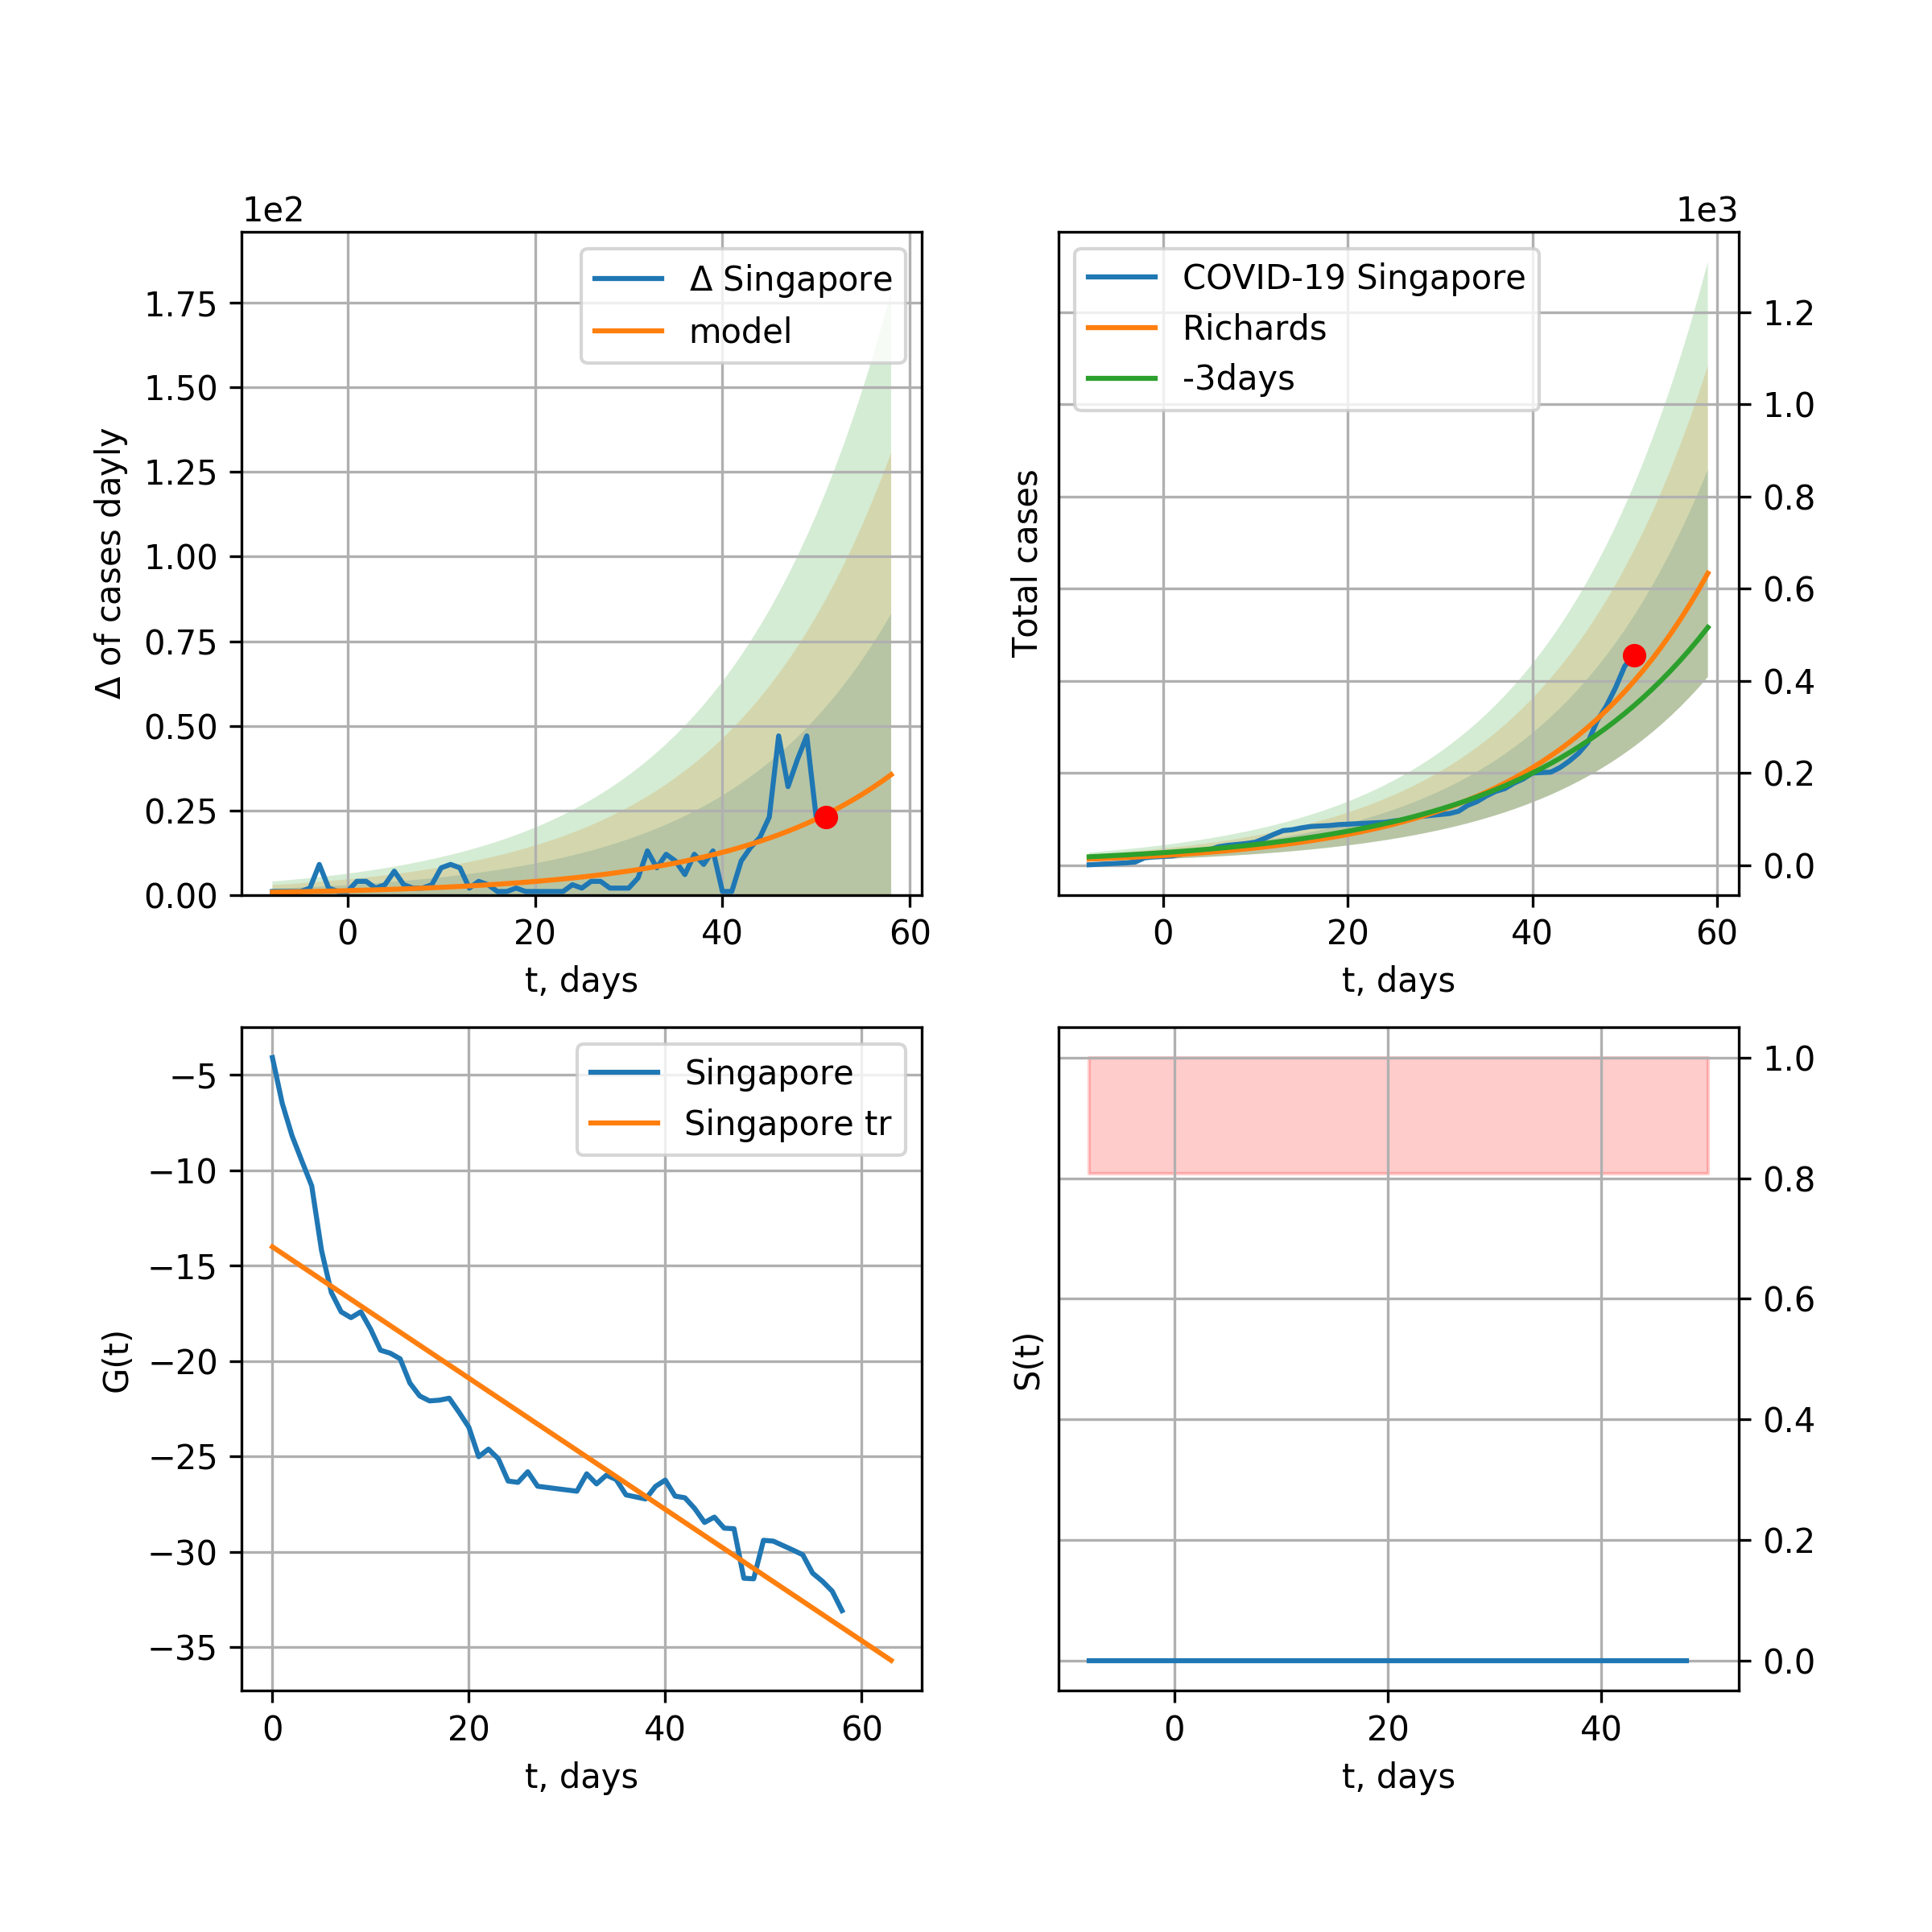 1e2
Δ of cases dayly
1.75
1.50
1.25
1.00
0.75
0.50
0.25
0.00
Δ Singapore
model
0 20 40 60
t, days
1e3
Total cases
COVID-19 Singapore
Richards
-3days
1.2
1.0
0.8
0.6
0.4
0.2
0.0
0 20 40 60
t, days
G(t)
−5
−10
−15
−20
−25
−30
−35
Singapore
Singapore tr
0 20 40 60
t, days
S(t)
1.0
0.8
0.6
0.4
0.2
0.0
0 20 40
t, days